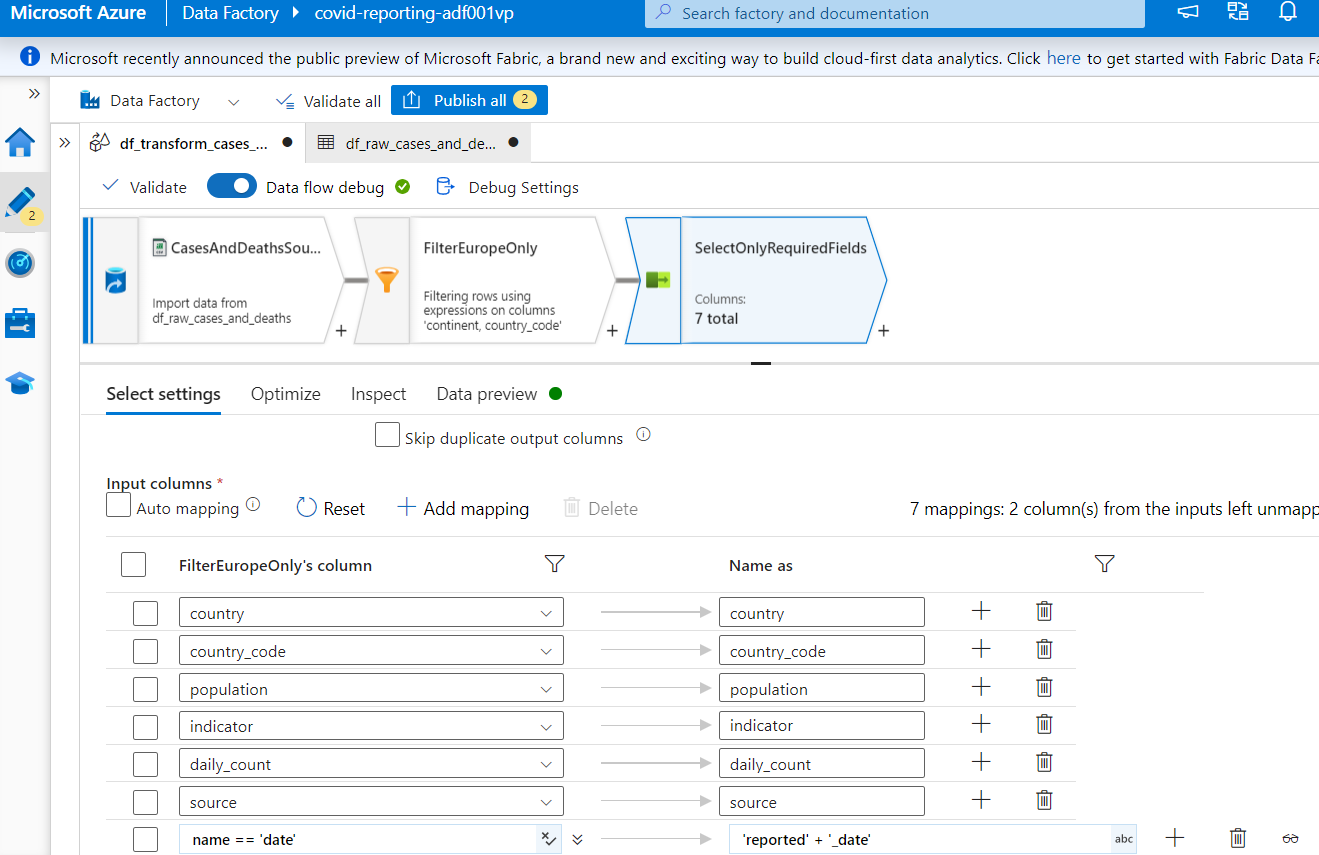 Microsoft Azure Data Factory covid-reporting-adf001vp Search factory and documentation
Microsoft recently announced the public preview of Microsoft Fabric, a brand new and exciting way to build cloud-first data analytics. Click here to get started with Fabric Data Fa
Data Factory Validate all Publish all 2
df_transform_cases_... df_raw_cases_and_de...
2
Validate Data flow debug Debug Settings
CasesAndDeathsSou...
Import data from
df_raw_cases_and_deaths
FilterEuropeOnly
Filtering rows using
expressions on columns
'continent, country_code'
SelectOnlyRequiredFields
Columns:
7 total
Select settings Optimize Inspect Data preview
Skip duplicate output columns
Input columns *
Auto mapping Reset Add mapping Delete 7 mappings: 2 column(s) from the inputs left unmapp
FilterEuropeOnly's column Name as
country country
country_code country_code
population population
indicator indicator
daily_count daily_count
source source
name == 'date' 'reported' + '_date' abc